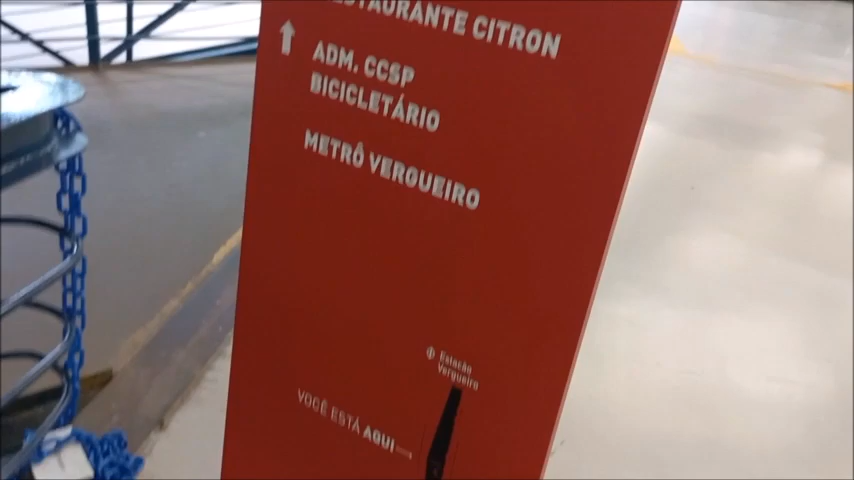 RESTAURANTE CITRON
ADM. CCSP
BICICLETÁRIO
METRÔ VERGUEIRO
Estação
Vergueiro
VOCÊ ESTÁ AQUI